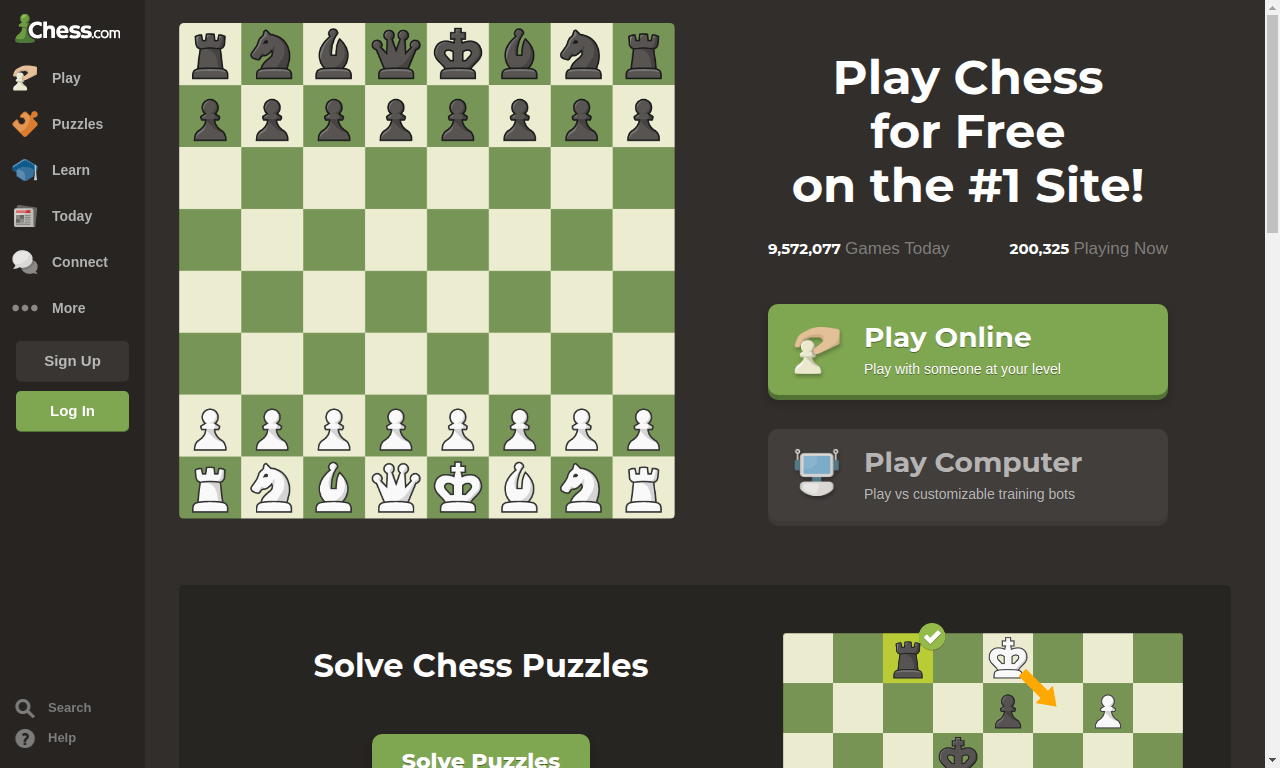 Chess.com
Play
Puzzles
Learn
Today
Connect
More
Sign Up
Log In
Search
Help
Play Chess
for Free
on the #1 Site!
9,572,077 Games Today
200,325 Playing Now
Play Online
Play with someone at your level
Play Computer
Play vs customizable training bots
Solve Chess Puzzles
Solve Puzzles